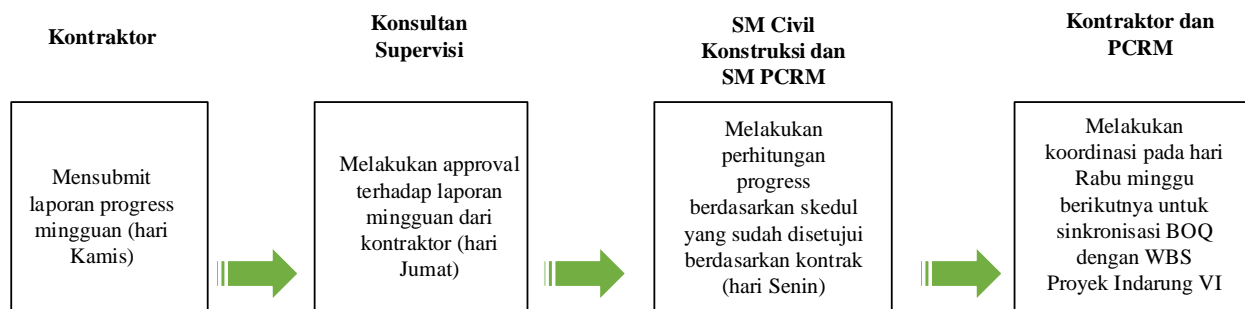 Kontraktor
Konsultan
Supervisi
SM Civil
Konstruksi dan
SM PCRM
Kontraktor dan
PCRM
Mensubmit
laporan progress
mingguan (hari
Kamis)
Melakukan approval
terhadap laporan
mingguan dari
kontraktor (hari
Jumat)
Melakukan
perhitungan
progress
berdasarkan skedul
yang sudah disetujui
berdasarkan kontrak
(hari Senin)
Melakukan
koordinasi pada hari
Rabu minggu
berikutnya untuk
sinkronisasi BOQ
dengan WBS
Proyek Indarung VI